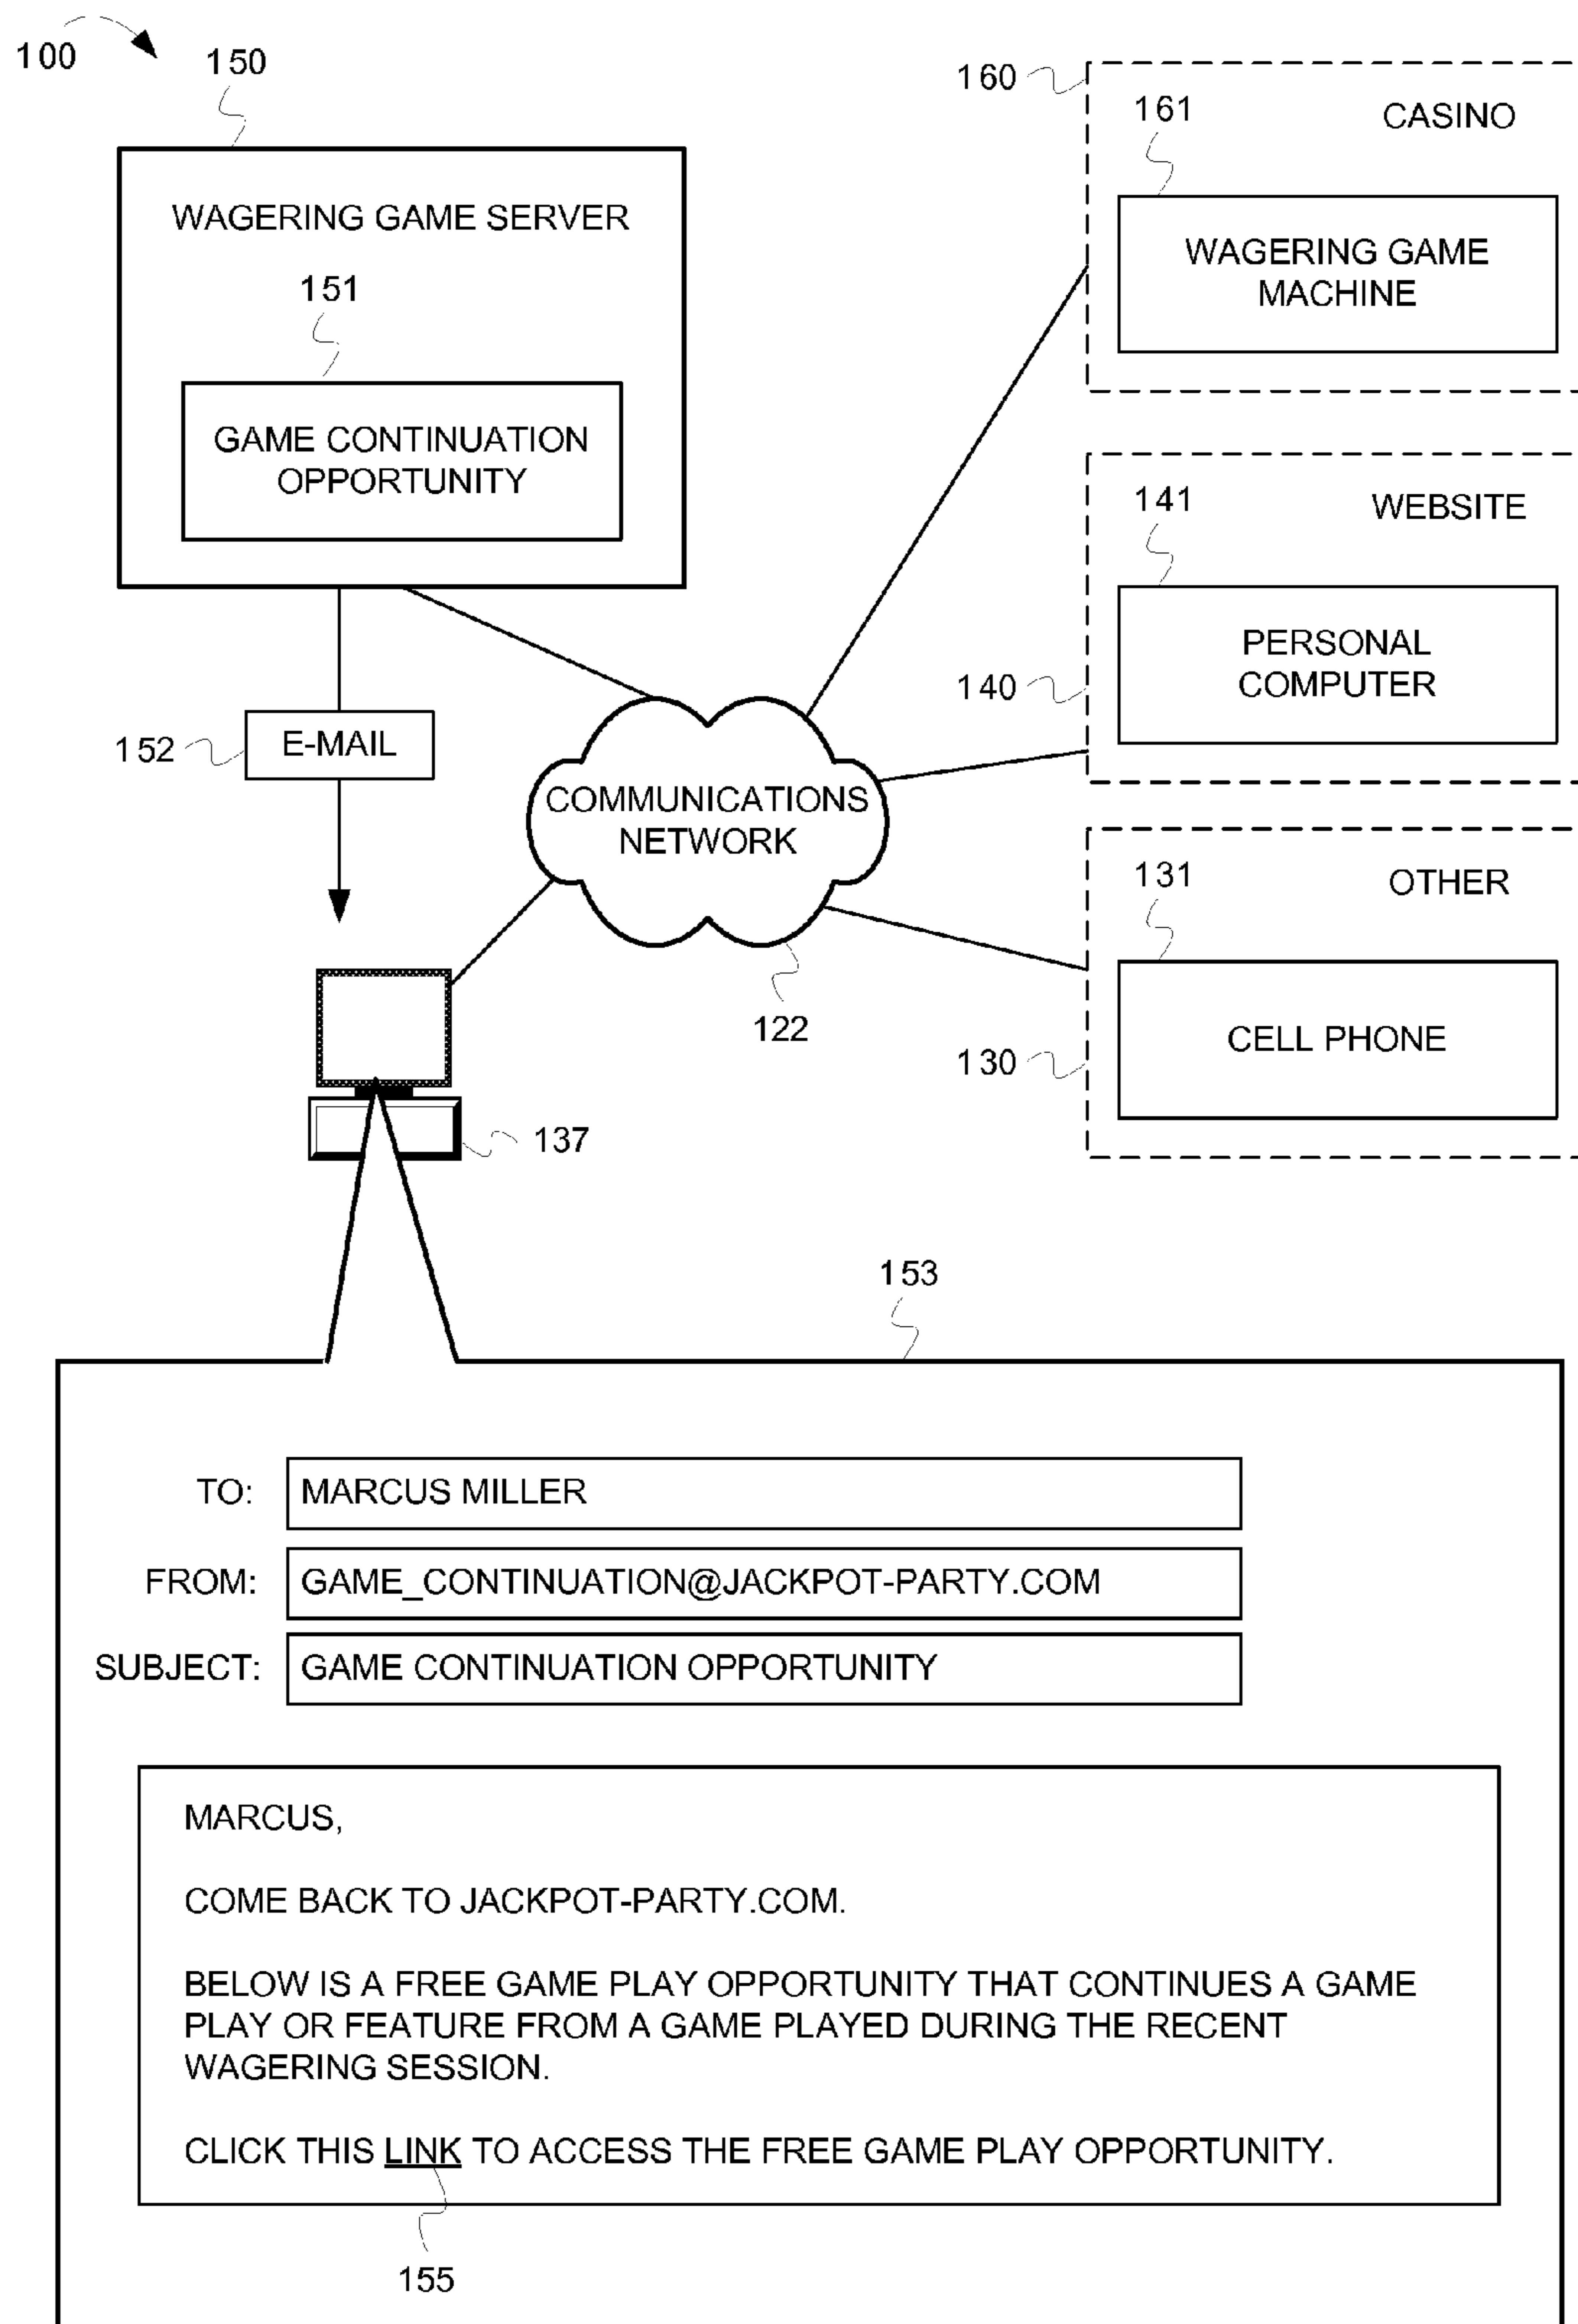 100
150
WAGERING GAME SERVER
151
GAME CONTINUATION
OPPORTUNITY
160
161
CASINO
WAGERING GAME
MACHINE
141
WEBSITE
PERSONAL
COMPUTER
140
152
E-MAIL
COMMUNICATIONS
NETWORK
122
131
OTHER
CELL PHONE
130
137
153
TO: MARCUS MILLER
FROM: GAME_CONTINUATION@JACKPOT-PARTY.COM
SUBJECT: GAME CONTINUATION OPPORTUNITY
MARCUS,
COME BACK TO JACKPOT-PARTY.COM.
BELOW IS A FREE GAME PLAY OPPORTUNITY THAT CONTINUES A GAME
PLAY OR FEATURE FROM A GAME PLAYED DURING THE RECENT
WAGERING SESSION.
CLICK THIS LINK TO ACCESS THE FREE GAME PLAY OPPORTUNITY.
155